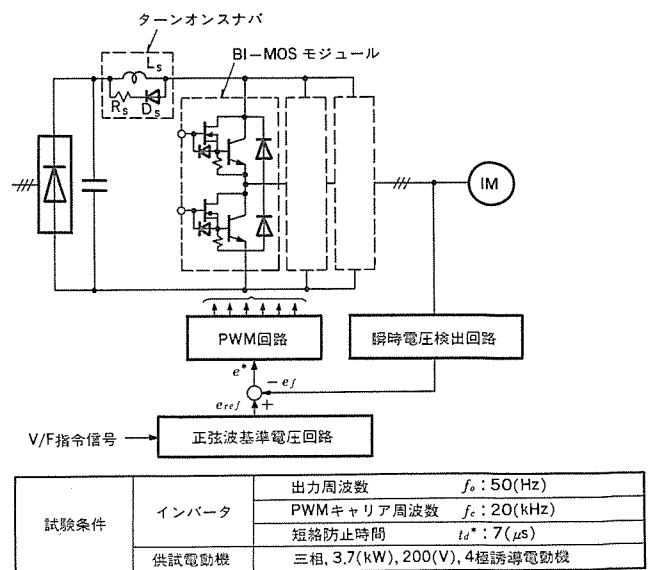 ターンオンスナバ
BI-MOS モジュール
Ls
Rs
Ds
IM
PWM回路
瞬時電圧検出回路
e*
- ef
eref
+
V/F指令信号
正弦波基準電圧回路
試験条件
インバータ
出力周波数 fo : 50(Hz)
PWMキャリア周波数 fc : 20(kHz)
短絡防止時間 td* : 7(μs)
供試電動機
三相, 3.7(kW), 200(V), 4極誘導電動機